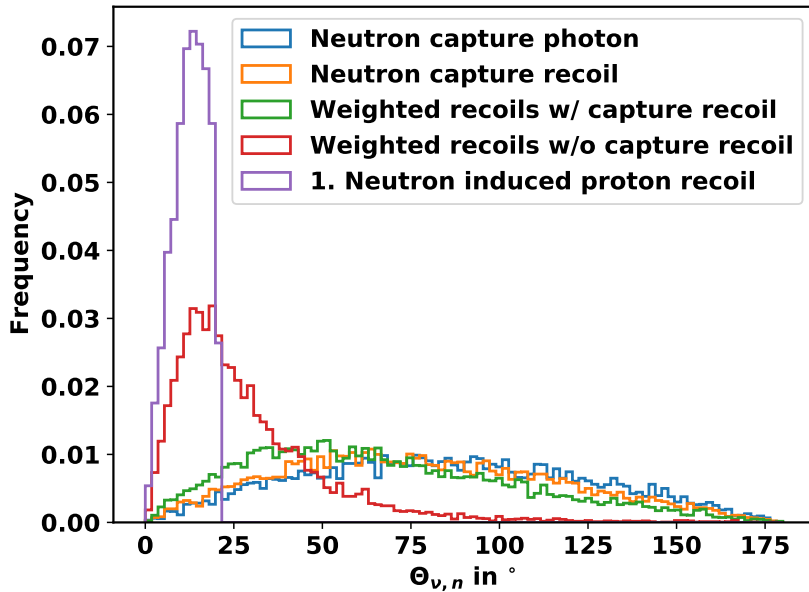 Neutron capture photon
Neutron capture recoil
Weighted recoils w/ capture recoil
Weighted recoils w/o capture recoil
1. Neutron induced proton recoil
Frequency
0.07
0.06
0.05
0.04
0.03
0.02
0.01
0.00
0 25 50 75 100 125 150 175
Θν, n in °